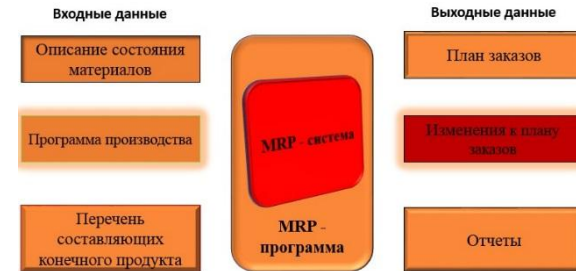 Входные данные
Описание состояния
материалов
Программа производства
Перечень
составляющих
конечного продукта
MRP - система
MRP -
программа
Выходные данные
План заказов
Изменения к плану
заказов
Отчеты